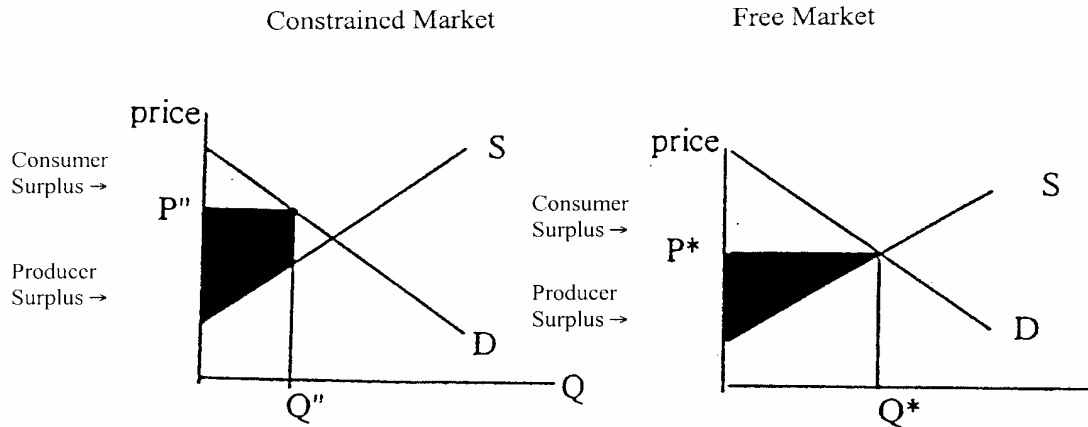 Constrained Market
Free Market
price
Consumer
Surplus →
S
P"
Producer
Surplus →
D
Q
Q"
price
S
Consumer
Surplus →
P*
Producer
Surplus →
D
Q*